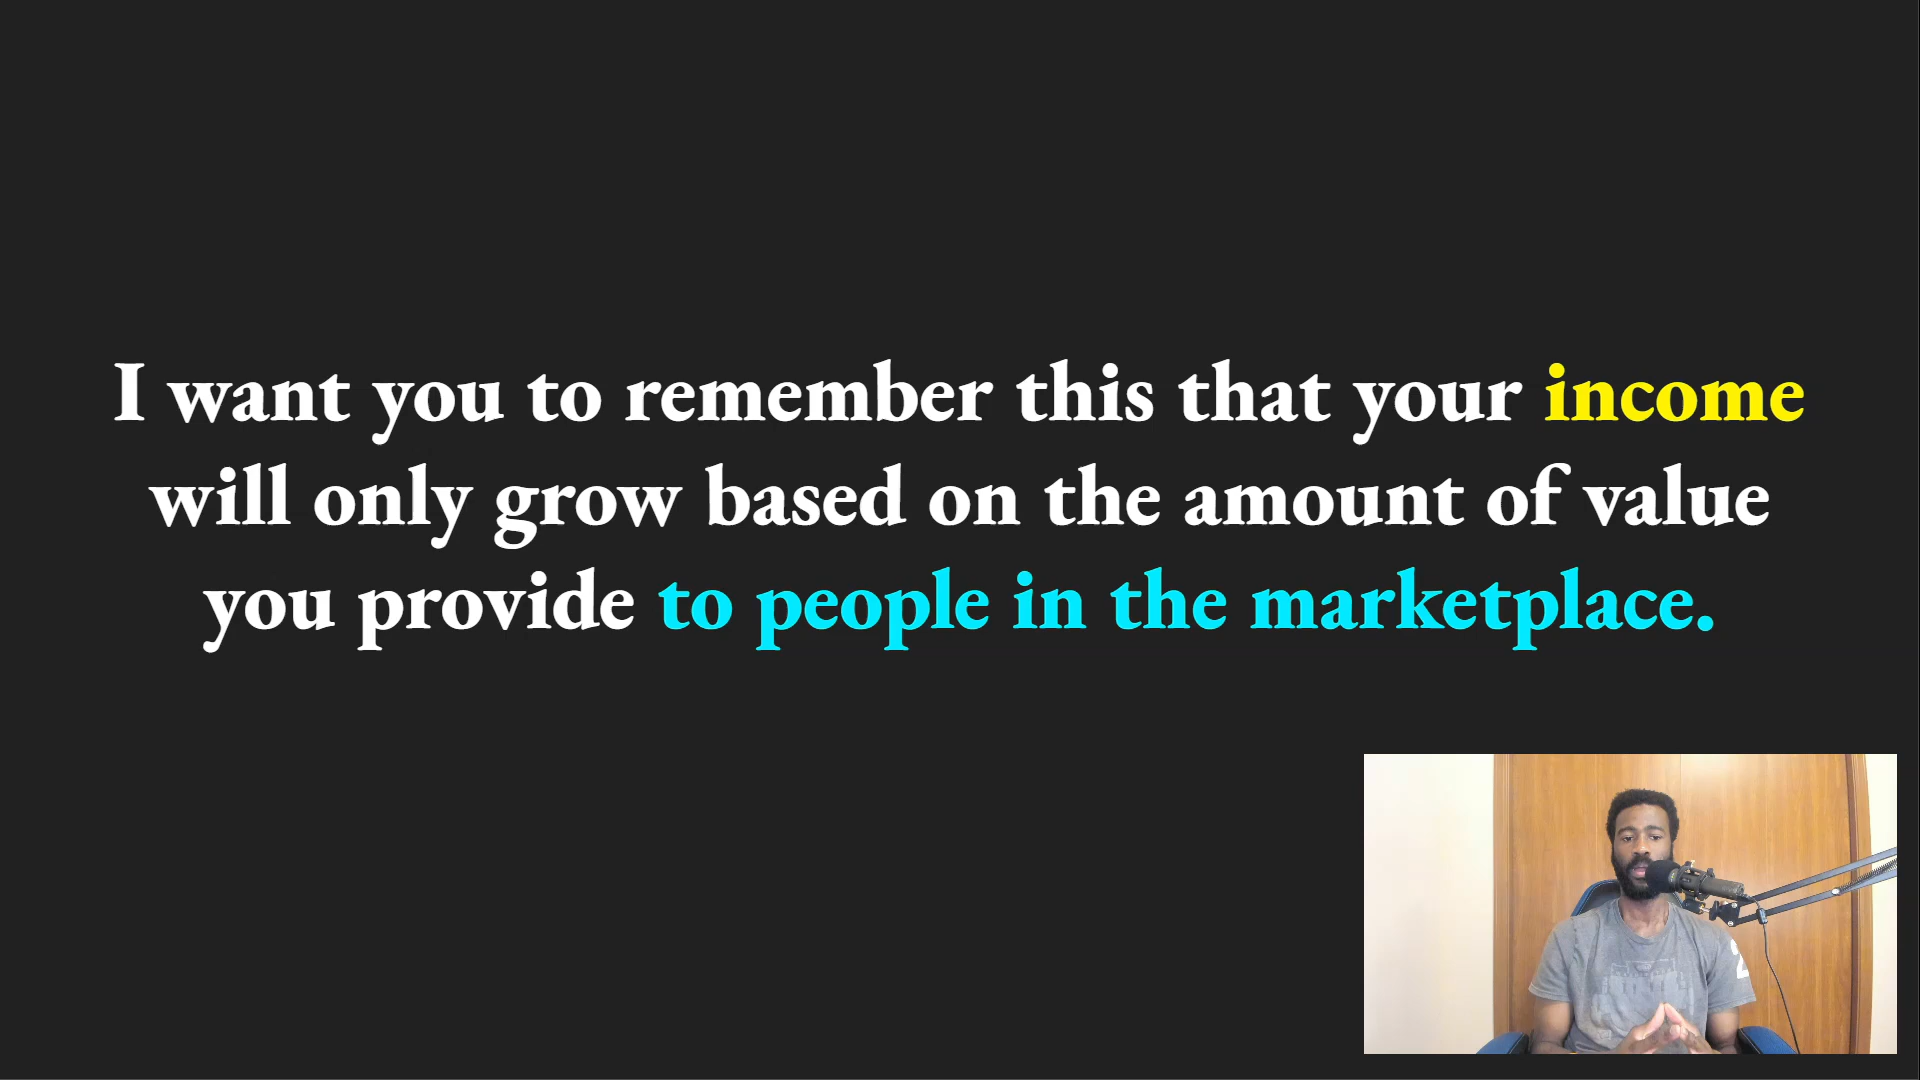 I want you to remember this that your income
will only grow based on the amount of value
you provide to people in the marketplace.
2